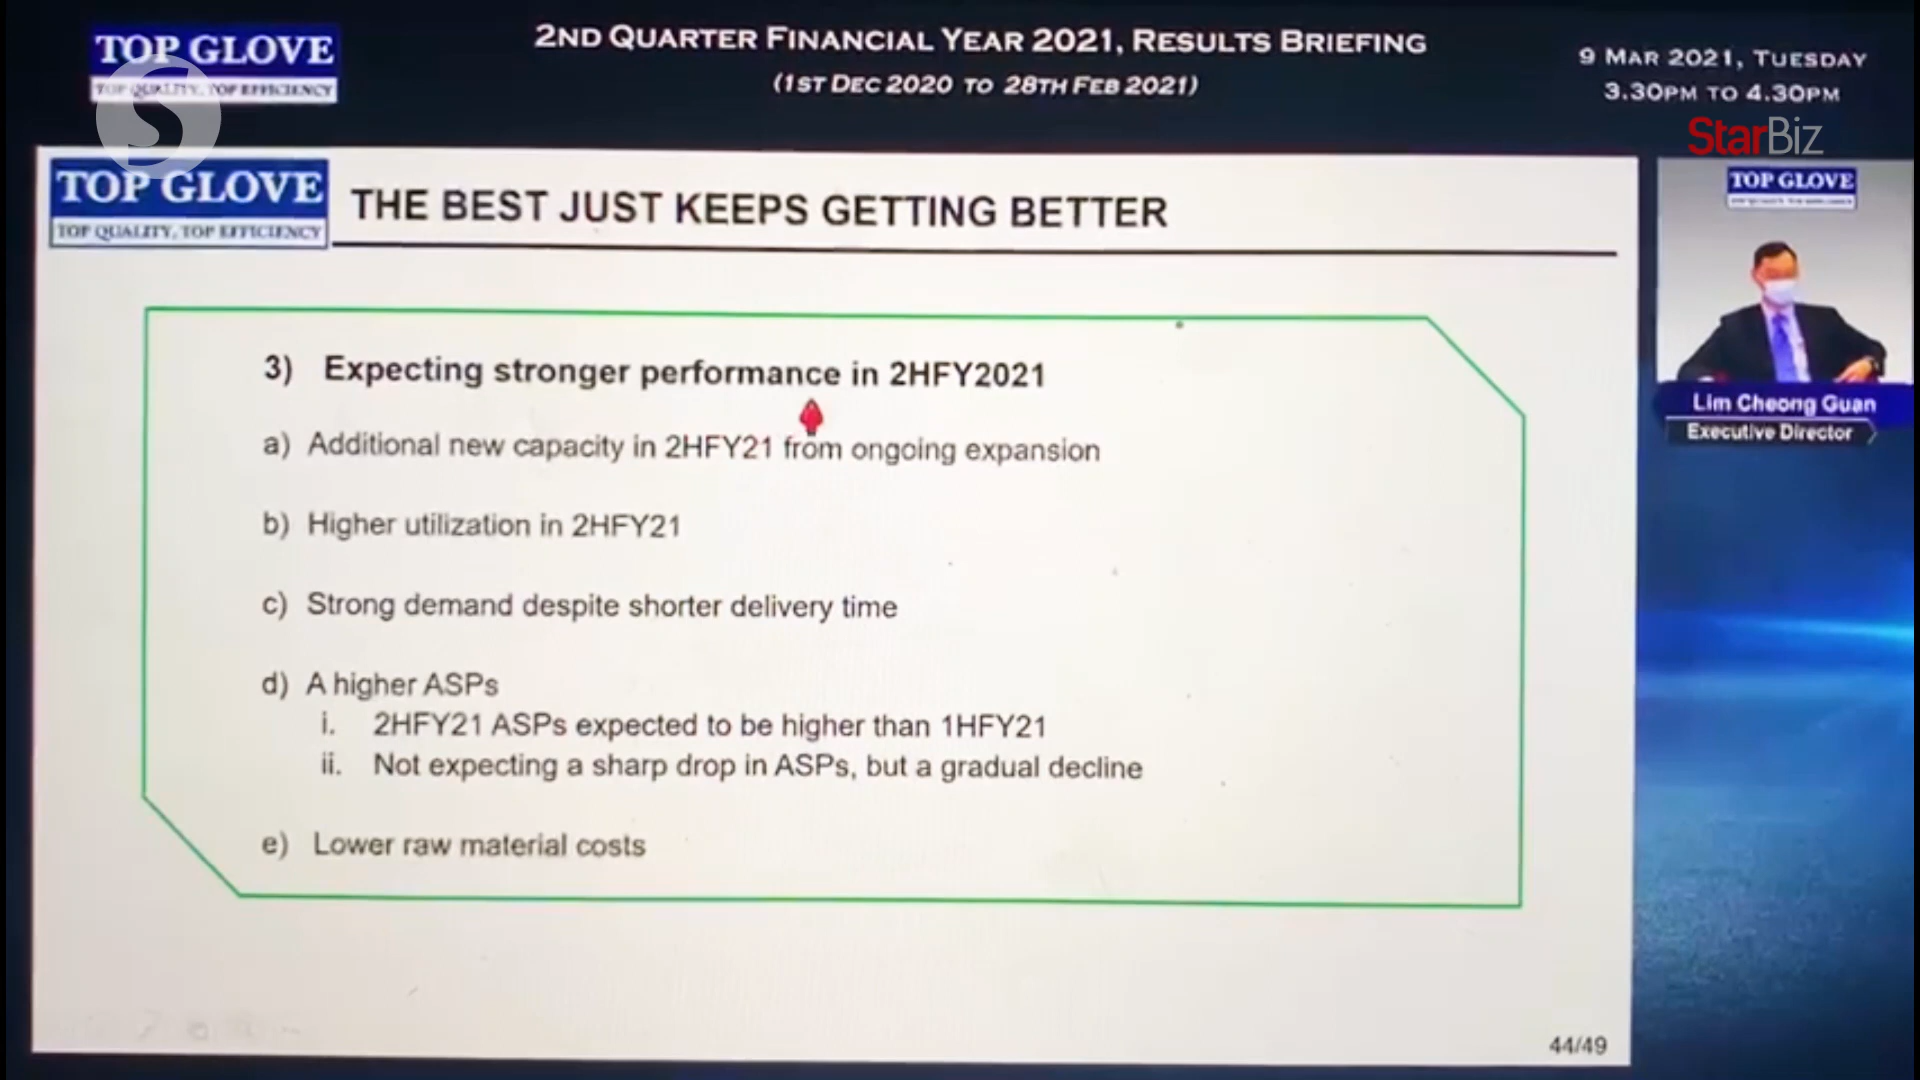 TOP GLOVE
TOP QUALITY, TOP EFFICIENCY
2ND QUARTER FINANCIAL YEAR 2021, RESULTS BRIEFING
(1ST DEC 2020 TO 28TH FEB 2021)
9 MAR 2021, TUESDAY
3.30PM TO 4.30PM
StarBiz
S
TOP GLOVE
TOP QUALITY, TOP EFFICIENCY
THE BEST JUST KEEPS GETTING BETTER
TOP GLOVE
3) Expecting stronger performance in 2HFY2021
a) Additional new capacity in 2HFY21 from ongoing expansion
b) Higher utilization in 2HFY21
c) Strong demand despite shorter delivery time
d) A higher ASPs
i. 2HFY21 ASPs expected to be higher than 1HFY21
ii. Not expecting a sharp drop in ASPs, but a gradual decline
e) Lower raw material costs
Lim Cheong Guan
Executive Director
44/49